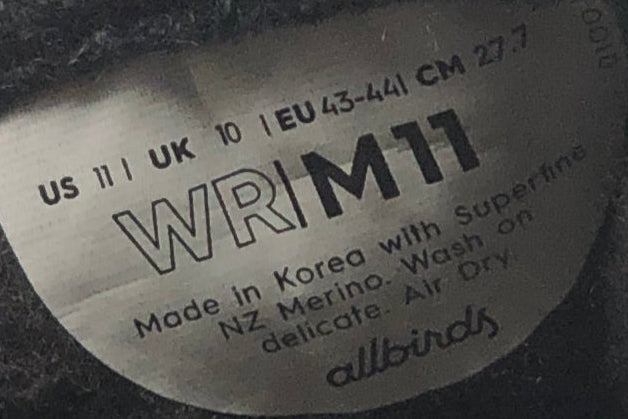 US 11 | UK 10 | EU 43-44 | CM 27.7
WR|M11
Made in Korea with Superfine
NZ Merino. Wash on
delicate. Air Dry.
allbirds